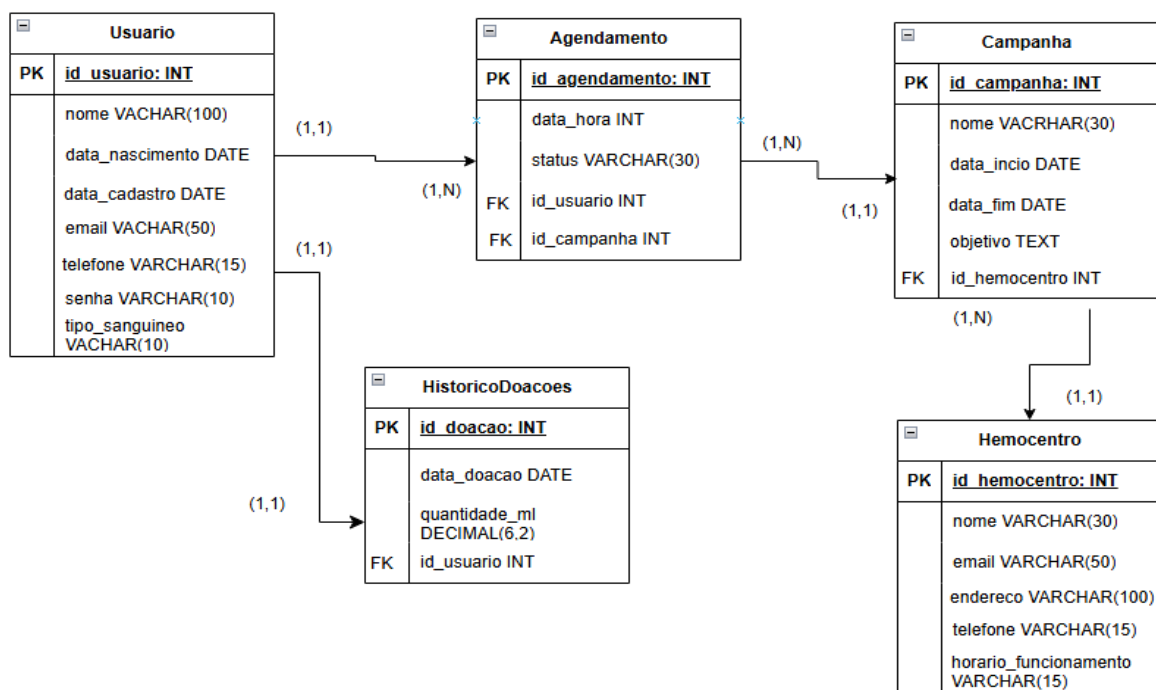 Usuario
PK id_usuario: INT
nome VACHAR(100)
data_nascimento DATE
data_cadastro DATE
email VACHAR(50)
telefone VARCHAR(15)
senha VARCHAR(10)
tipo_sanguineo
VACHAR(10)
(1,1)
(1,N)
(1,1)
(1,1)
Agendamento
PK id_agendamento: INT
data_hora INT
status VARCHAR(30)
FK id_usuario INT
FK id_campanha INT
(1,N)
(1,1)
Campanha
PK id_campanha: INT
nome VACRHAR(30)
data_incio DATE
data_fim DATE
objetivo TEXT
FK id_hemocentro INT
(1,N)
(1,1)
HistoricoDoacoes
PK id_doacao: INT
data_doacao DATE
quantidade_ml
DECIMAL(6,2)
FK id_usuario INT
Hemocentro
PK id_hemocentro: INT
nome VARCHAR(30)
email VARCHAR(50)
endereco VARCHAR(100)
telefone VARCHAR(15)
horario_funcionamento
VARCHAR(15)